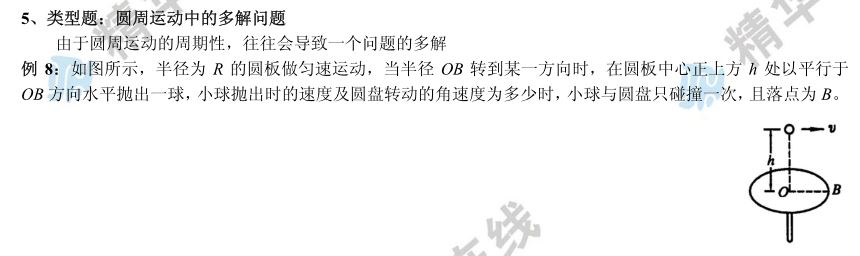 5、类型题：圆周运动中的多解问题
由于圆周运动的周期性，往往会导致一个问题的多解
例 8：如图所示，半径为 R 的圆板做匀速运动，当半径 OB 转到某一方向时，在圆板中心正上方 h 处以平行于
OB 方向水平抛出一球，小球抛出时的速度及圆盘转动的角速度为多少时，小球与圆盘只碰撞一次，且落点为 B。
v
h
O
B
精华
精华
在线